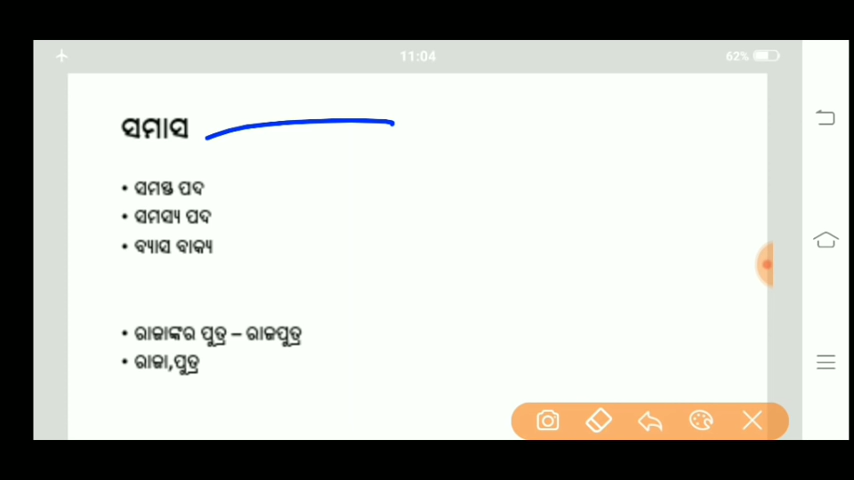 11:04
62%
ସମାସ
• ସମସ୍ତ ପଦ
• ସମସ୍ୟ ପଦ
• ବ୍ୟାସ ବାକ୍ୟ
• ରାଜାଙ୍କର ପୁତ୍ର – ରାଜପୁତ୍ର
• ରାଜା,ପୁତ୍ର